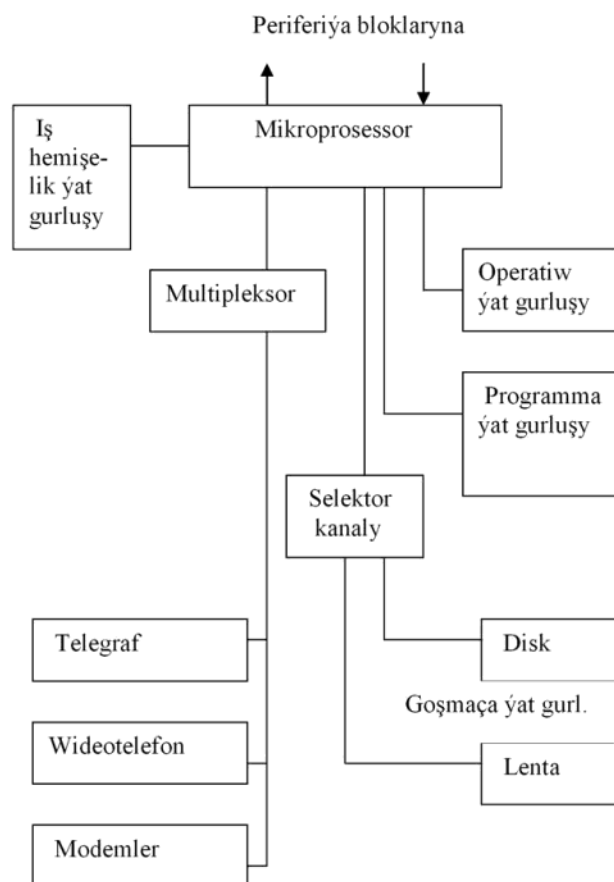 Periferiýa bloklaryna
Iş
hemişe-
lik ýat
gurluşy
Mikroprosessor
Multipleksor
Operatiw
ýat gurluşy
Programma
ýat gurluşy
Selektor
kanaly
Telegraf
Disk
Goşmaça ýat gurl.
Wideotelefon
Lenta
Modemler